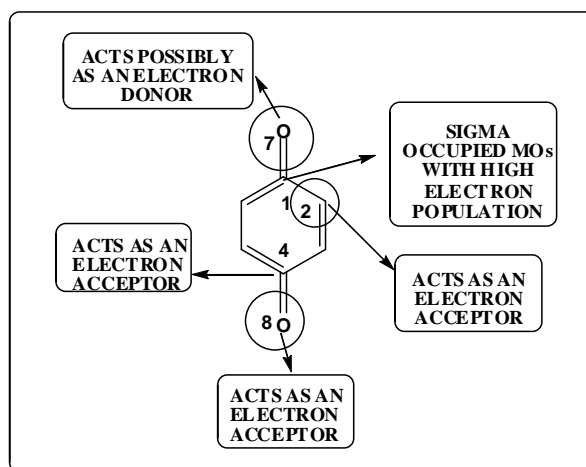 ACTS POSSIBLY
AS AN ELECTRON
DONOR
O
7
SIGMA
OCCUPIED MOs
WITH HIGH
ELECTRON
POPULATION
1
2
4
ACTS AS AN
ELECTRON
ACCEPTOR
ACTS AS AN
ELECTRON
ACCEPTOR
8
O
ACTS AS AN
ELECTRON
ACCEPTOR